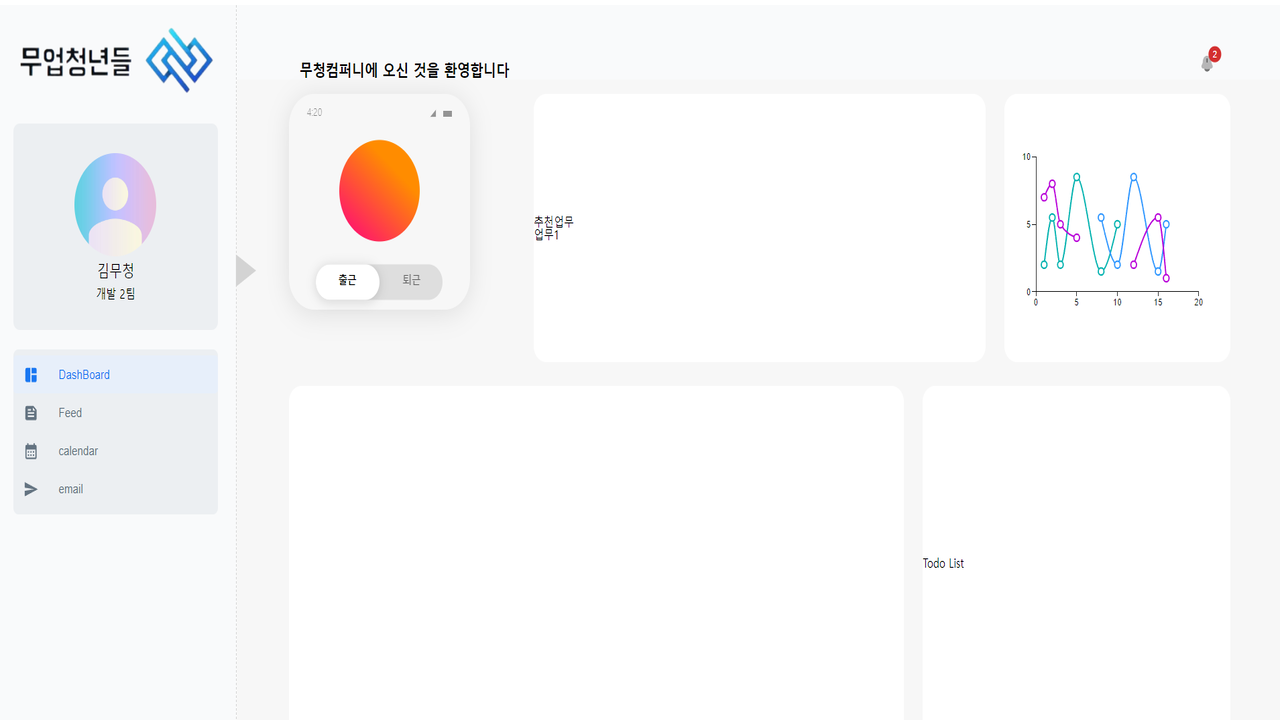 무업청년들
김무청
개발 2팀
DashBoard
Feed
calendar
email
무청컴퍼니에 오신 것을 환영합니다
2
4:20
출근
퇴근
추천업무
업무1
10
5
0
0 5 10 15 20
Todo List